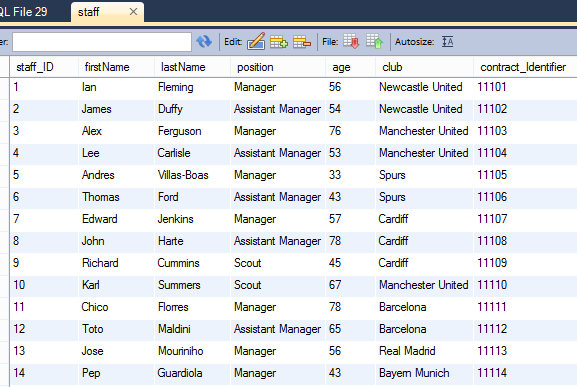 QL File 29 staff ×
er: Edit: File: Autosize: IA
staff_ID firstName lastName position age club contract_Identifier
1 Ian Fleming Manager 56 Newcastle United 11101
2 James Duffy Assistant Manager 54 Newcastle United 11102
3 Alex Ferguson Manager 76 Manchester United 11103
4 Lee Carlisle Assistant Manager 53 Manchester United 11104
5 Andres Villas-Boas Manager 33 Spurs 11105
6 Thomas Ford Assistant Manager 43 Spurs 11106
7 Edward Jenkins Manager 57 Cardiff 11107
8 John Harte Assistant Manager 78 Cardiff 11108
9 Richard Cummins Scout 45 Cardiff 11109
10 Karl Summers Scout 67 Manchester United 11110
11 Chico Florres Manager 78 Barcelona 11111
12 Toto Maldini Assistant Manager 65 Barcelona 11112
13 Jose Mouriniho Manager 56 Real Madrid 11113
14 Pep Guardiola Manager 43 Bayern Munich 11114